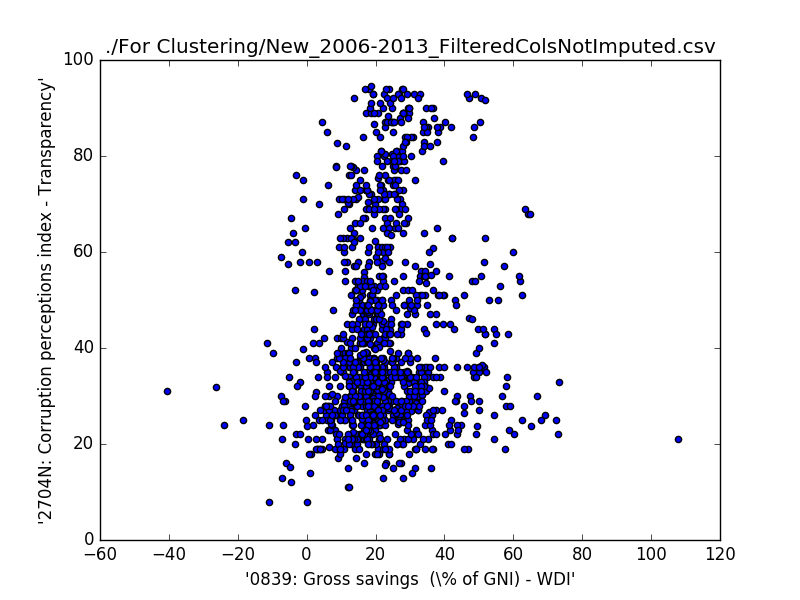 ./For Clustering/New_2006-2013_FilteredColsNotImputed.csv
'2704N: Corruption perceptions index - Transparency'
100
80
60
40
20
0
−60 −40 −20 0 20 40 60 80 100 120
'0839: Gross savings  (\% of GNI) - WDI'